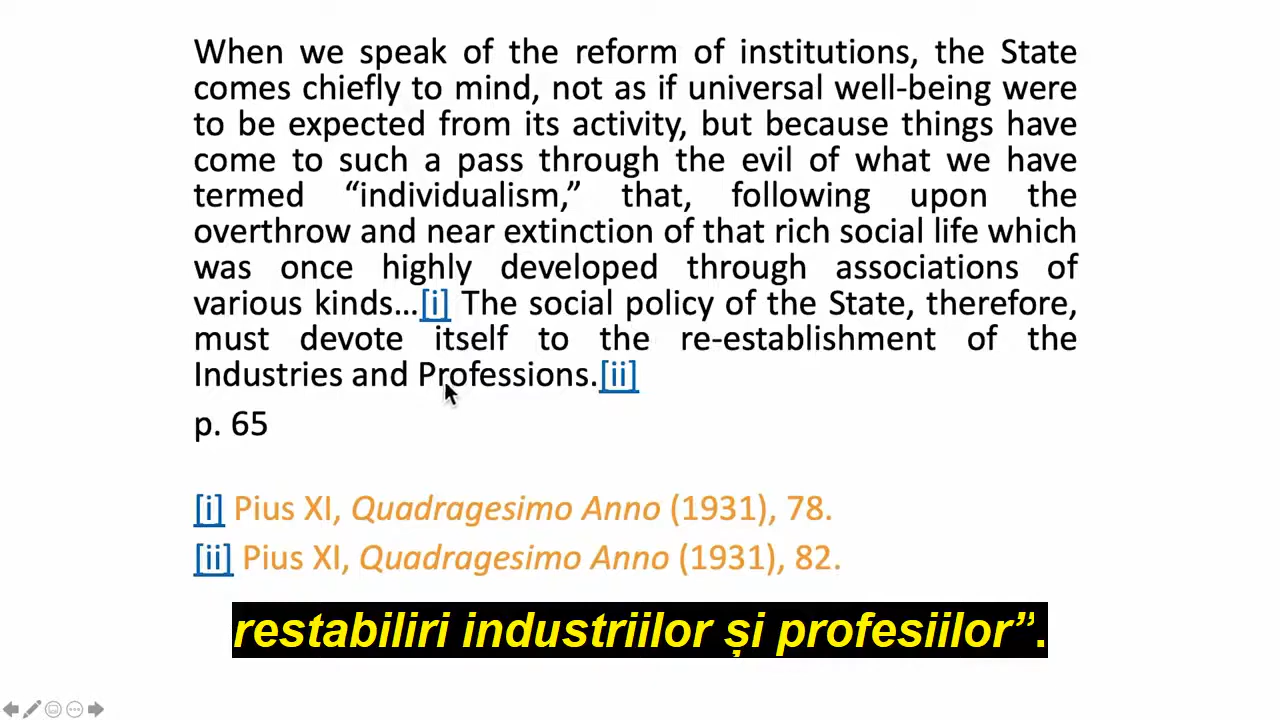 When we speak of the reform of institutions, the State
comes chiefly to mind, not as if universal well-being were
to be expected from its activity, but because things have
come to such a pass through the evil of what we have
termed “individualism,” that, following upon the
overthrow and near extinction of that rich social life which
was once highly developed through associations of
various kinds…[i] The social policy of the State, therefore,
must devote itself to the re-establishment of the
Industries and Professions.[ii]
p. 65
[i] Pius XI, Quadragesimo Anno (1931), 78.
[ii] Pius XI, Quadragesimo Anno (1931), 82.
restabiliri industriilor și profesiilor”.